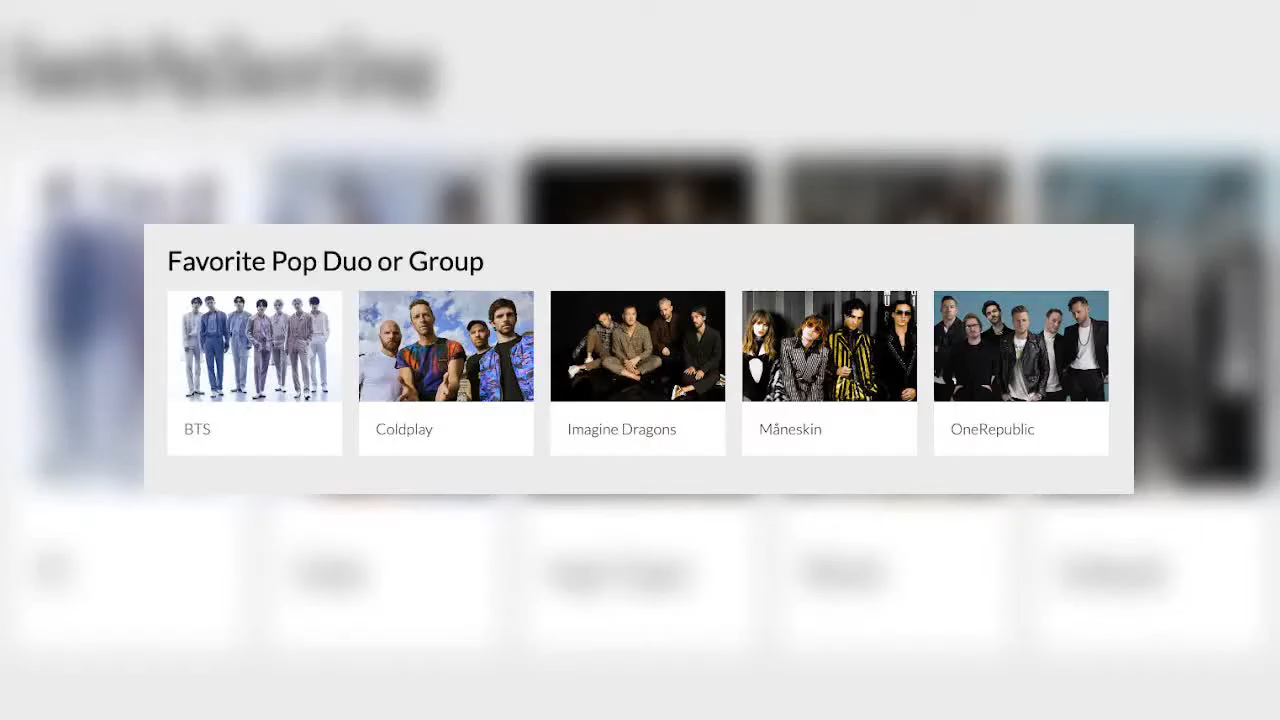 Favorite Pop Duo or Group
BTS
Coldplay
Imagine Dragons
Måneskin
OneRepublic